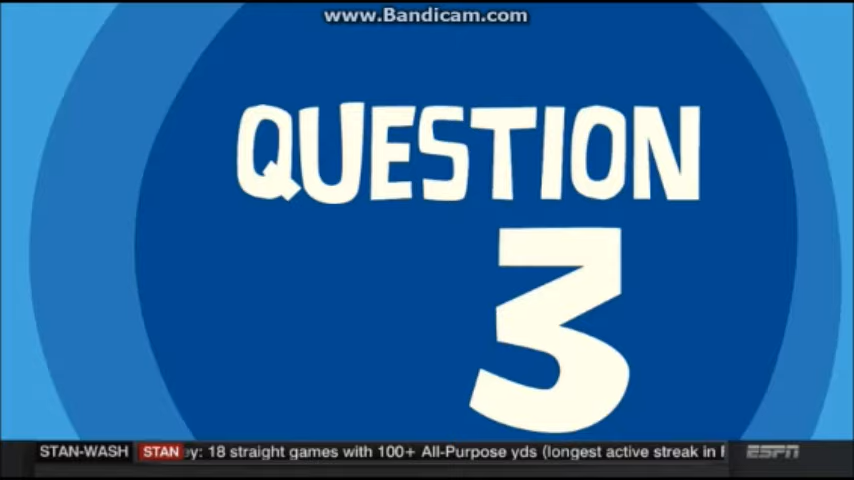 www.Bandicam.com
QUESTION
3
STAN-WASH STAN y: 18 straight games with 100+ All-Purpose yds (longest active streak in F ESPN